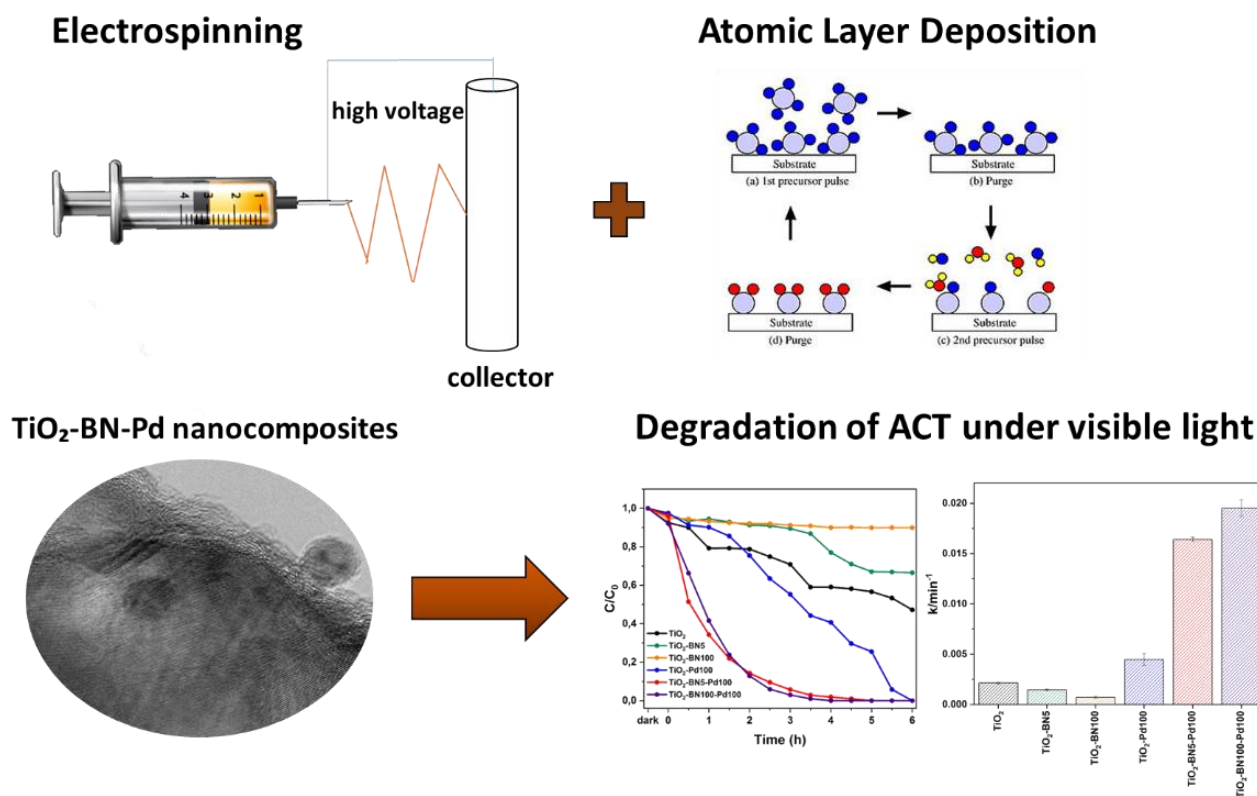 Electrospinning
Atomic Layer Deposition
high voltage
4 3 2 1
collector
Substrate
(a) 1st precursor pulse
Substrate
(b) Purge
Substrate
(d) Purge
Substrate
(c) 2nd precursor pulse
TiO₂-BN-Pd nanocomposites
Degradation of ACT under visible light
C/C₀
1,0
0,8
0,6
0,4
0,2
0,0
TiO₂
TiO₂-BN5
TiO₂-BN100
TiO₂-Pd100
TiO₂-BN5-Pd100
TiO₂-BN100-Pd100
dark 0 1 2 3 4 5 6
Time (h)
k/min⁻¹
0.020
0.015
0.010
0.005
0.000
TiO₂
TiO₂-BN5
TiO₂-BN100
TiO₂-Pd100
TiO₂-BN5-Pd100
TiO₂-BN100-Pd100